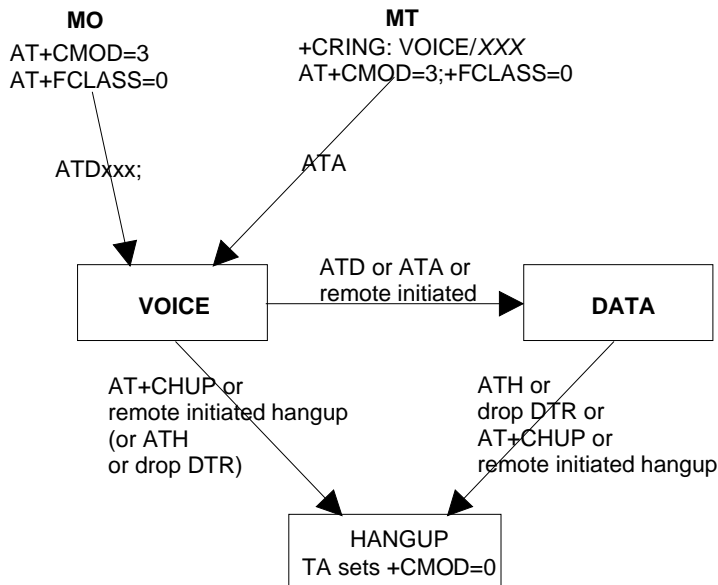 MO
AT+CMOD=3
AT+FCLASS=0
MT
+CRING: VOICE/XXX
AT+CMOD=3;+FCLASS=0
ATDxxx;
ATA
VOICE
ATD or ATA or
remote initiated
DATA
AT+CHUP or
remote initiated hangup
(or ATH
or drop DTR)
ATH or
drop DTR or
AT+CHUP or
remote initiated hangup
HANGUP
TA sets +CMOD=0